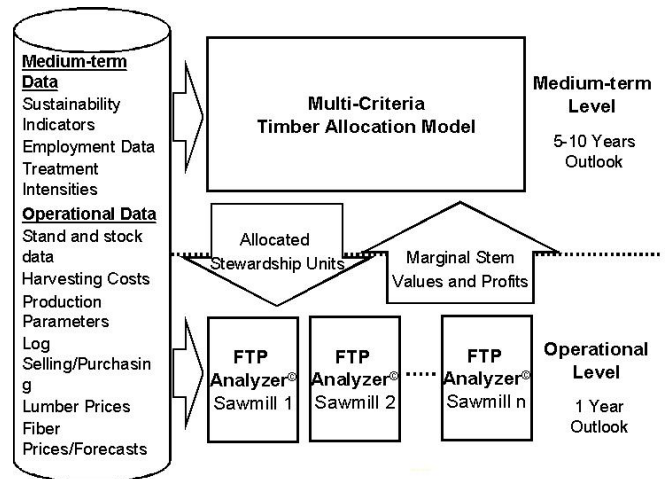 Medium-term
Data
Sustainability
Indicators
Employment Data
Treatment
Intensities
Operational Data
Stand and stock
data
Harvesting Costs
Production
Parameters
Log
Selling/Purchasin
g
Lumber Prices
Fiber
Prices/Forecasts
Multi-Criteria
Timber Allocation Model
Medium-term
Level
5-10 Years
Outlook
Allocated
Stewardship Units
Marginal Stem
Values and Profits
FTP
Analyzer©
Sawmill 1
FTP
Analyzer©
Sawmill 2
FTP
Analyzer©
Sawmill n
Operational
Level
1 Year
Outlook